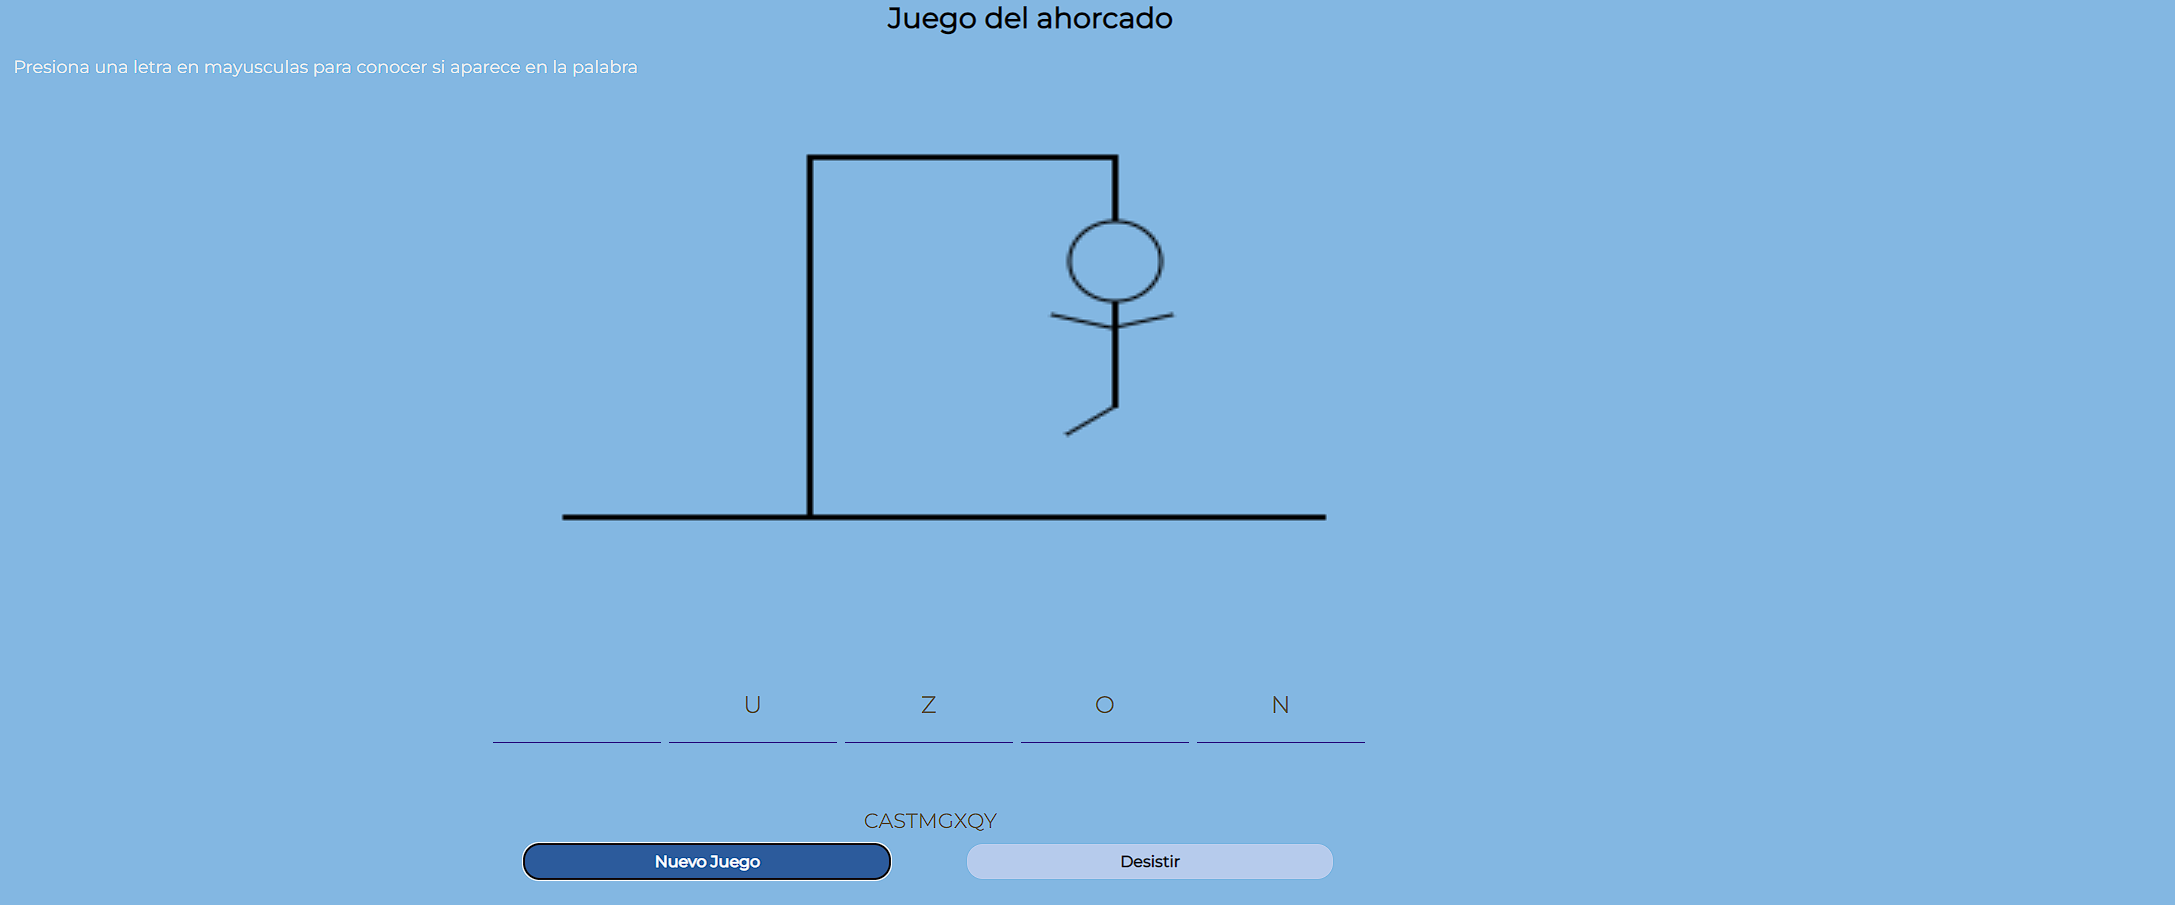 Juego del ahorcado
Presiona una letra en mayusculas para conocer si aparece en la palabra
U Z O N
CASTMGXQY
Nuevo Juego Desistir